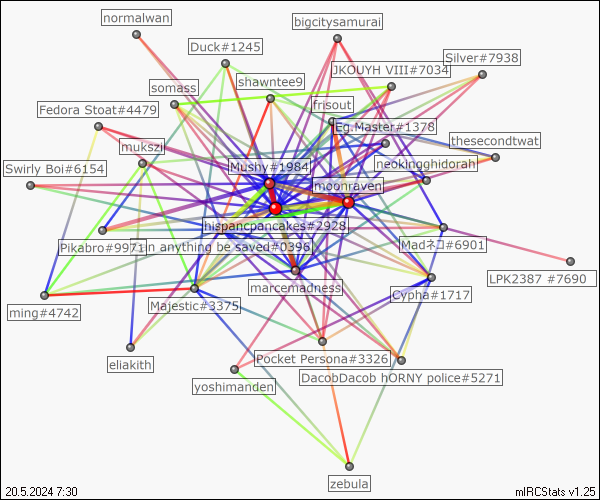 normalwan
bigcitysamurai
Duck#1245
Silver#7938
JKOUYH VIII#7034
shawntee9
somass
frisout
Fedora Stoat#4479
Eg.Master#1378
thesecondtwat
mukszi
neokingghidorah
Swirly Boi#6154
Mushy#1984
moonraven
hispancpancakes#2928
Pikabro#9971
in anything be saved#0396
Madネコ#6901
LPK2387 #7690
marcemadness
Cypha#1717
ming#4742
Majestic#3375
eliakith
Pocket Persona#3326
DacobDacob hORNY police#5271
yoshimanden
zebula
20.5.2024 7:30
mIRCStats v1.25